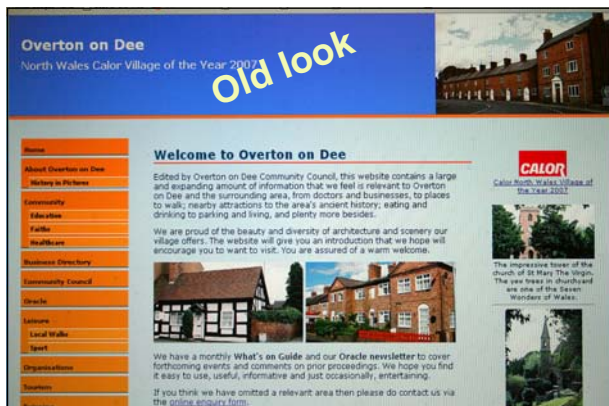 Overton on Dee
North Wales Calor Village of the Year 2007
Old look
Home
About Overton on Dee
History in Pictures
Community
Education
Faiths
Healthcare
Business Directory
Community Council
Oracle
Leisure
Local Walks
Sport
Organisations
Tourism
Welcome to Overton on Dee
Edited by Overton on Dee Community Council, this website contains a large
and expanding amount of information that we feel is relevant to Overton
on Dee and the surrounding area, from doctors and businesses, to places
to walk; nearby attractions to the area's ancient history; eating and
drinking to parking and living, and plenty more besides.
We are proud of the beauty and diversity of architecture and scenery our
village offers. The website will give you an introduction that we hope will
encourage you to want to visit. You are assured of a warm welcome.
We have a monthly What's on Guide and our Oracle newsletter to cover
forthcoming events and comments on prior proceedings. We hope you find
it easy to use, useful, informative and just occasionally, entertaining.
If you think we have omitted a relevant area then please do contact us via
the online enquiry form.
CALOR
Calor North Wales Village of
the Year 2007
The impressive tower of the
church of St Mary The Virgin.
The yew trees in churchyard
are one of the Seven
Wonders of Wales.